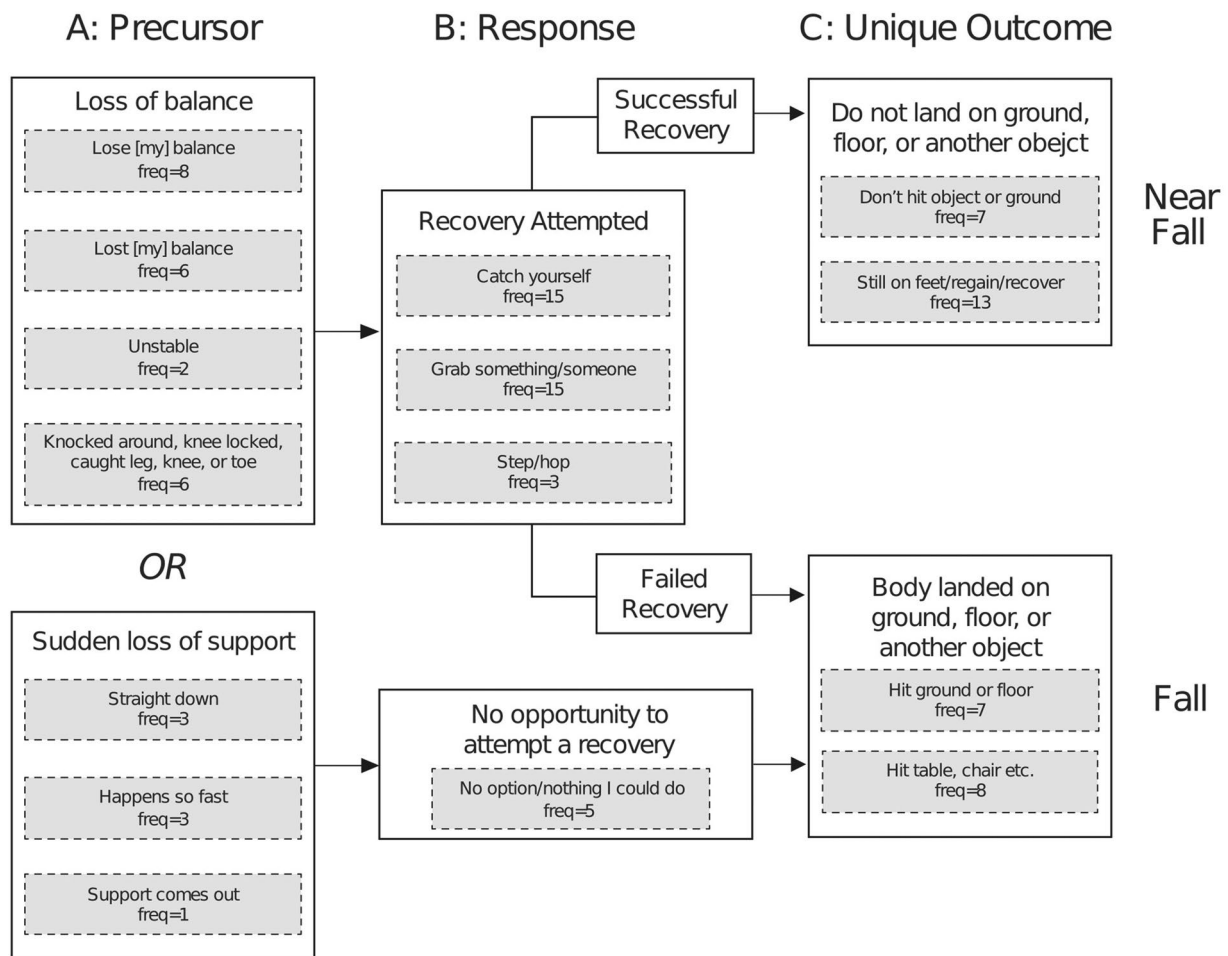 A: Precursor
B: Response
C: Unique Outcome
Loss of balance
Lose [my] balance
freq=8
Lost [my] balance
freq=6
Unstable
freq=2
Knocked around, knee locked,
caught leg, knee, or toe
freq=6
OR
Sudden loss of support
Straight down
freq=3
Happens so fast
freq=3
Support comes out
freq=1
Successful
Recovery
Recovery Attempted
Catch yourself
freq=15
Grab something/someone
freq=15
Step/hop
freq=3
Failed
Recovery
No opportunity to
attempt a recovery
No option/nothing I could do
freq=5
Do not land on ground,
floor, or another obejct
Don't hit object or ground
freq=7
Still on feet/regain/recover
freq=13
Near
Fall
Body landed on
ground, floor, or
another object
Hit ground or floor
freq=7
Hit table, chair etc.
freq=8
Fall